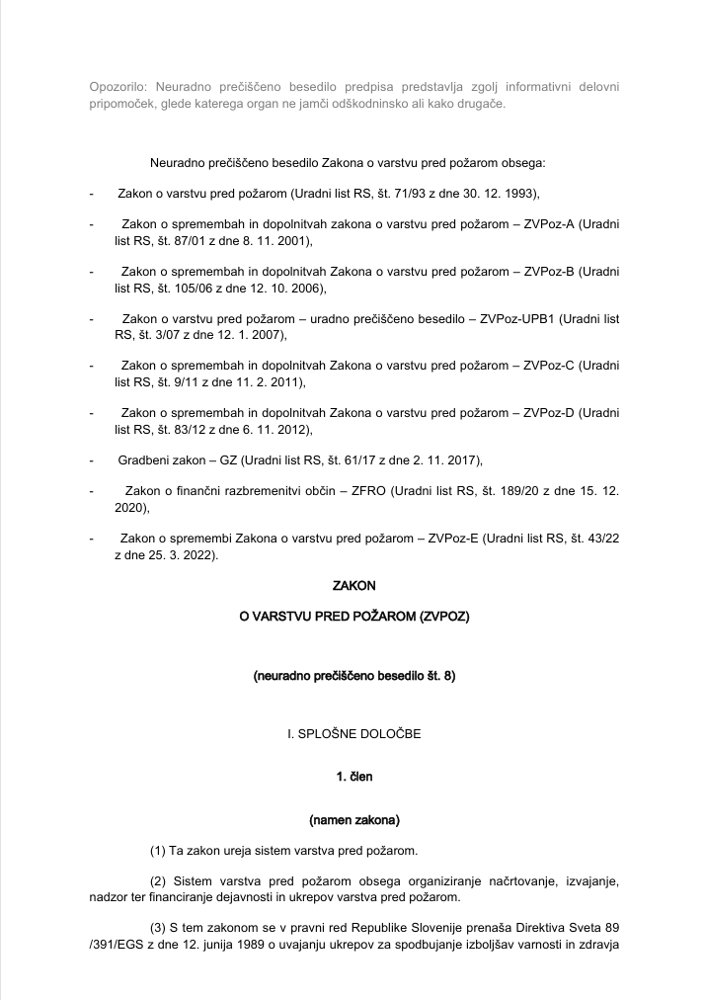 Opozorilo: Neuradno prečiščeno besedilo predpisa predstavlja zgolj informativni delovni
pripomoček, glede katerega organ ne jamči odškodninsko ali kako drugače.
Neuradno prečiščeno besedilo Zakona o varstvu pred požarom obsega:
- Zakon o varstvu pred požarom (Uradni list RS, št. 71/93 z dne 30. 12. 1993),
- Zakon o spremembah in dopolnitvah zakona o varstvu pred požarom – ZVPoz-A (Uradni
list RS, št. 87/01 z dne 8. 11. 2001),
- Zakon o spremembah in dopolnitvah Zakona o varstvu pred požarom – ZVPoz-B (Uradni
list RS, št. 105/06 z dne 12. 10. 2006),
- Zakon o varstvu pred požarom – uradno prečiščeno besedilo – ZVPoz-UPB1 (Uradni list
RS, št. 3/07 z dne 12. 1. 2007),
- Zakon o spremembah in dopolnitvah Zakona o varstvu pred požarom – ZVPoz-C (Uradni
list RS, št. 9/11 z dne 11. 2. 2011),
- Zakon o spremembah in dopolnitvah Zakona o varstvu pred požarom – ZVPoz-D (Uradni
list RS, št. 83/12 z dne 6. 11. 2012),
- Gradbeni zakon – GZ (Uradni list RS, št. 61/17 z dne 2. 11. 2017),
- Zakon o finančni razbremenitvi občin – ZFRO (Uradni list RS, št. 189/20 z dne 15. 12.
2020),
- Zakon o spremembi Zakona o varstvu pred požarom – ZVPoz-E (Uradni list RS, št. 43/22
z dne 25. 3. 2022).
ZAKON
O VARSTVU PRED POŽAROM (ZVPOZ)
(neuradno prečiščeno besedilo št. 8)
I. SPLOŠNE DOLOČBE
1. člen
(namen zakona)
(1) Ta zakon ureja sistem varstva pred požarom.
(2) Sistem varstva pred požarom obsega organiziranje načrtovanje, izvajanje,
nadzor ter financiranje dejavnosti in ukrepov varstva pred požarom.
(3) S tem zakonom se v pravni red Republike Slovenije prenaša Direktiva Sveta 89
/391/EGS z dne 12. junija 1989 o uvajanju ukrepov za spodbujanje izboljšav varnosti in zdravja